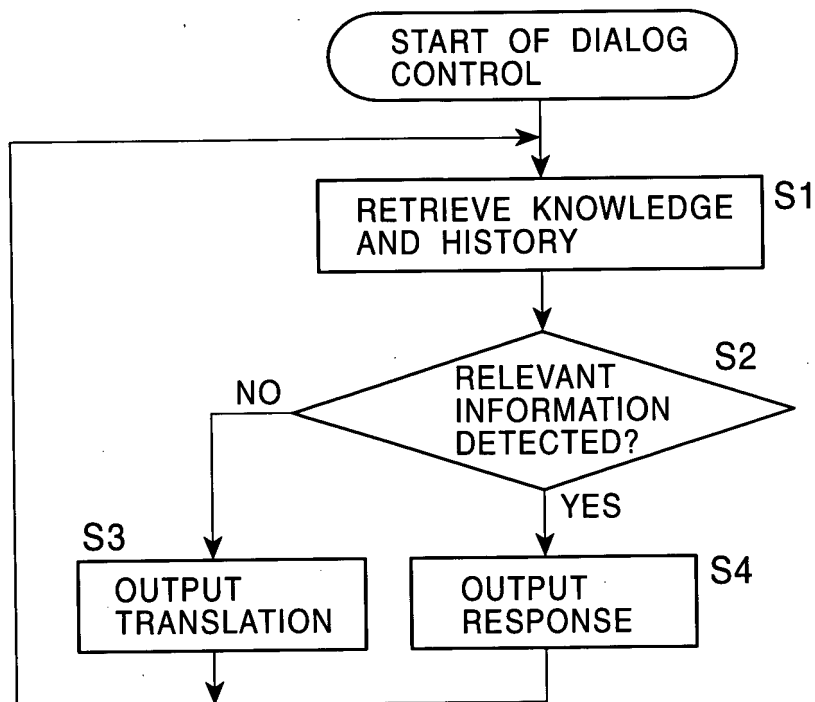 START OF DIALOG
CONTROL
RETRIEVE KNOWLEDGE
AND HISTORY
S1
RELEVANT
INFORMATION
DETECTED?
S2
NO
YES
S3
OUTPUT
TRANSLATION
OUTPUT
RESPONSE
S4